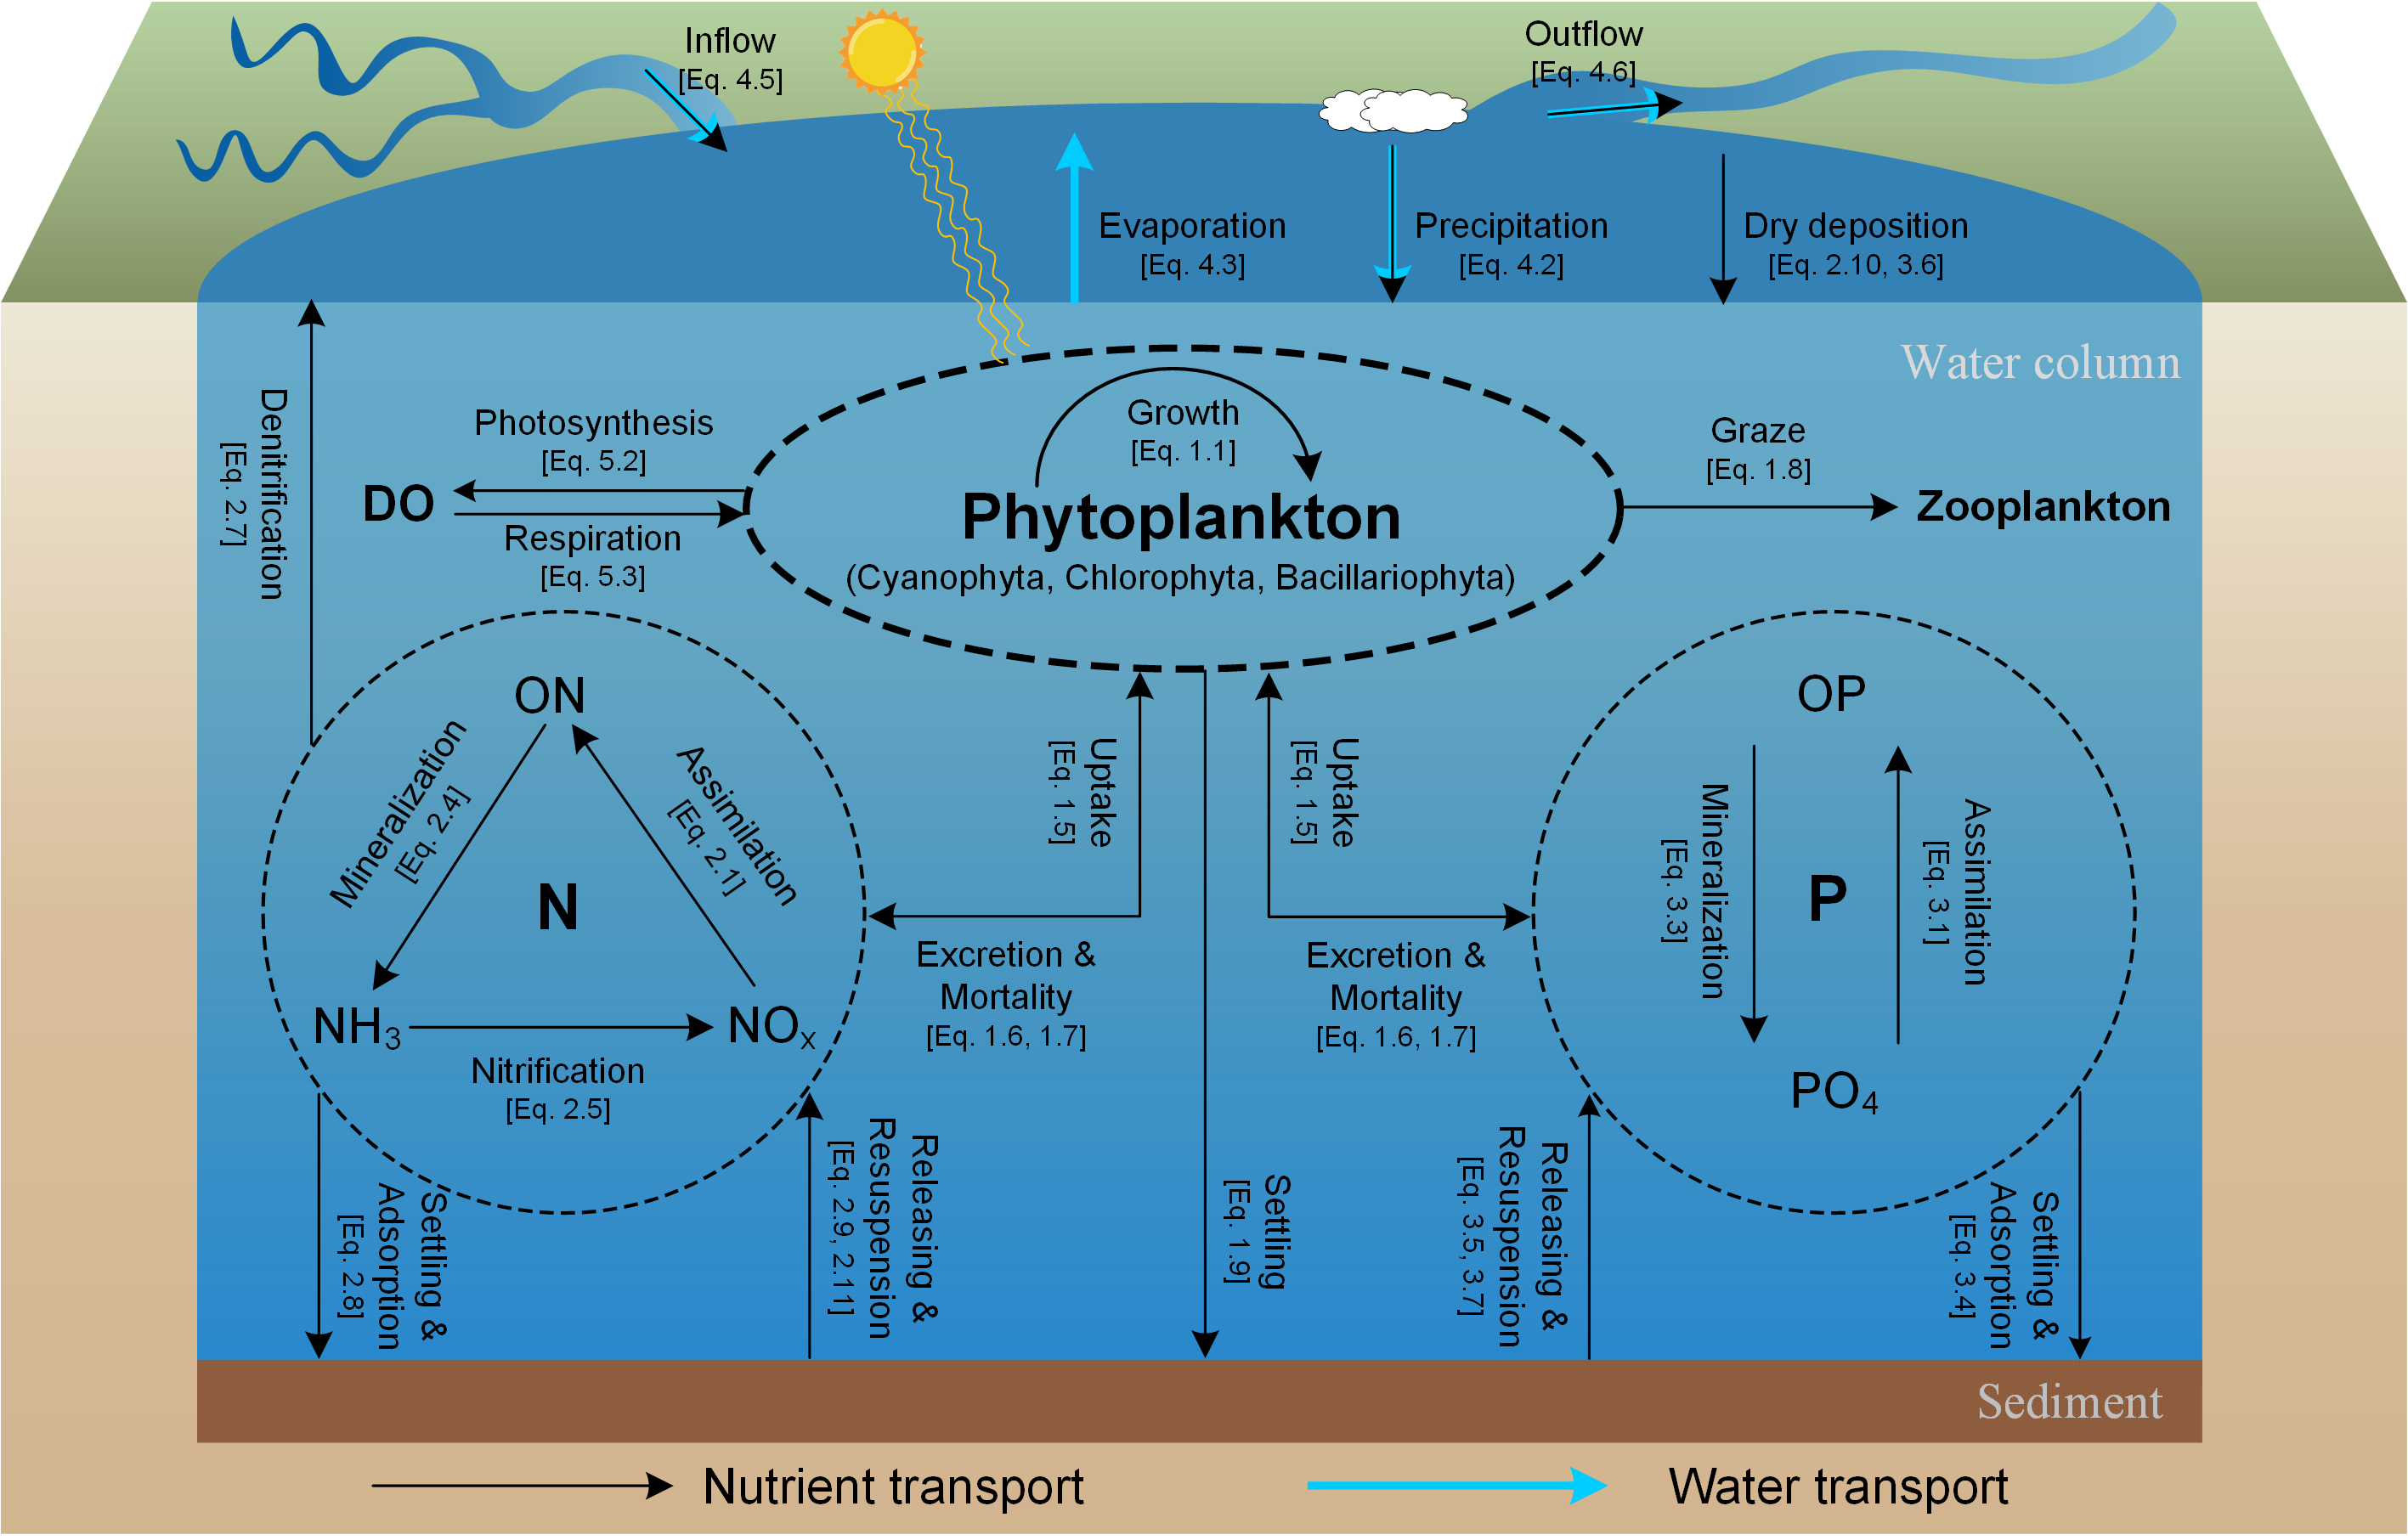 Inflow
[Eq. 4.5]
Outflow
[Eq. 4.6]
Evaporation
[Eq. 4.3]
Precipitation
[Eq. 4.2]
Dry deposition
[Eq. 2.10, 3.6]
Water column
Denitrification
[Eq. 2.7]
Photosynthesis
[Eq. 5.2]
DO
Respiration
[Eq. 5.3]
Growth
[Eq. 1.1]
Phytoplankton
(Cyanophyta, Chlorophyta, Bacillariophyta)
Graze
[Eq. 1.8]
Zooplankton
ON
Mineralization
[Eq. 2.4]
Assimilation
[Eq. 2.1]
N
NH₃
NOₓ
Nitrification
[Eq. 2.5]
Uptake
[Eq. 1.5]
Excretion &
Mortality
[Eq. 1.6, 1.7]
Uptake
[Eq. 1.5]
Excretion &
Mortality
[Eq. 1.6, 1.7]
OP
Mineralization
[Eq. 3.3]
P
Assimilation
[Eq. 3.1]
PO₄
Settling &
Adsorption
[Eq. 2.8]
Releasing &
Resuspension
[Eq. 2.9, 2.11]
Settling
[Eq. 1.9]
Releasing &
Resuspension
[Eq. 3.5, 3.7]
Settling &
Adsorption
[Eq. 3.4]
Sediment
Nutrient transport
Water transport